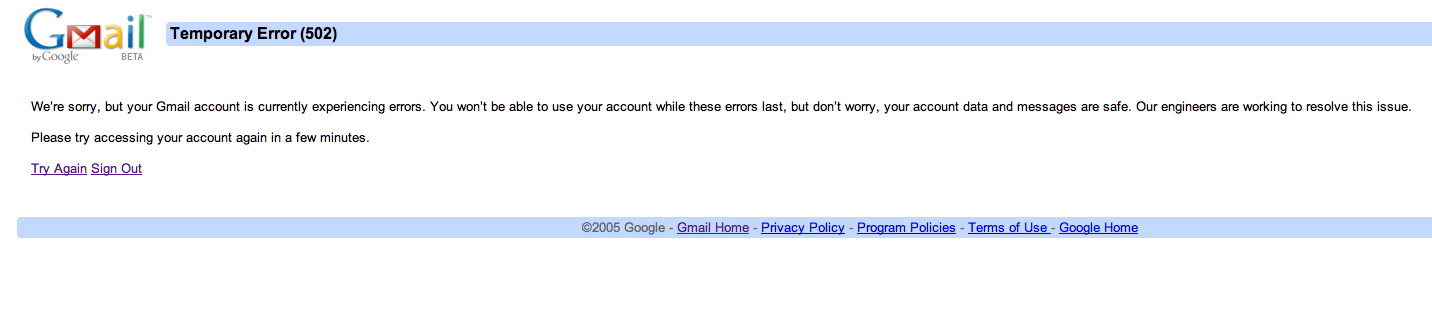 Gmail™
by Google
BETA
Temporary Error (502)
We're sorry, but your Gmail account is currently experiencing errors. You won't be able to use your account while these errors last, but don't worry, your account data and messages are safe. Our engineers are working to resolve this issue.
Please try accessing your account again in a few minutes.
Try Again Sign Out
©2005 Google - Gmail Home - Privacy Policy - Program Policies - Terms of Use - Google Home